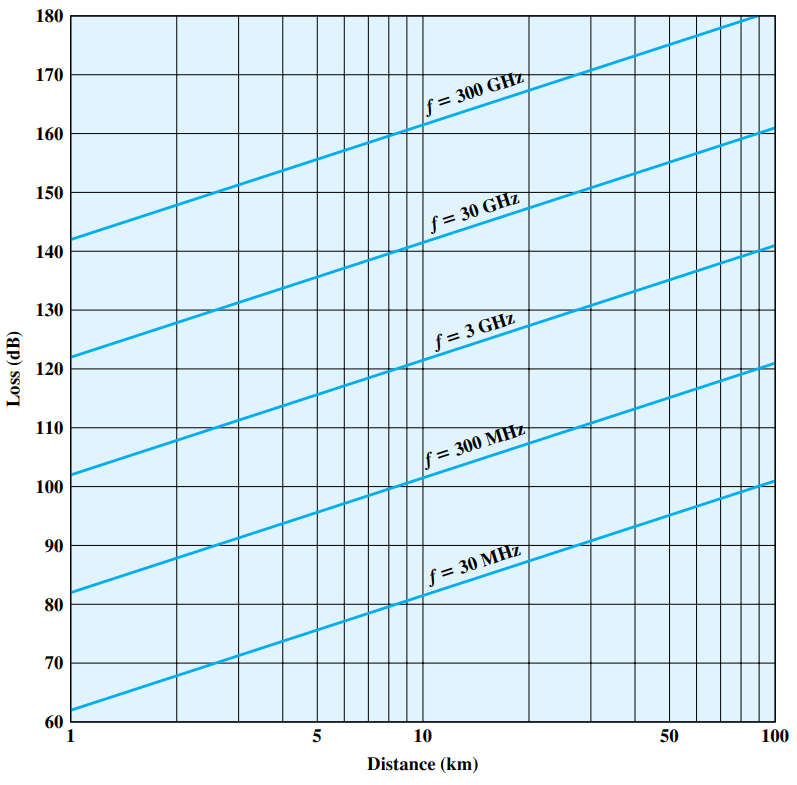 180
170
160
150
140
130
120
110
100
90
80
70
60
Loss (dB)
f = 300 GHz
f = 30 GHz
f = 3 GHz
f = 300 MHz
f = 30 MHz
1 5 10 50 100
Distance (km)